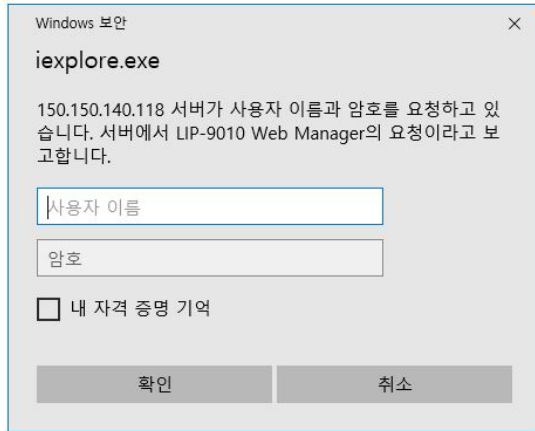 Windows 보안
iexplore.exe
150.150.140.118 서버가 사용자 이름과 암호를 요청하고 있
습니다. 서버에서 LIP-9010 Web Manager의 요청이라고 보
고합니다.
사용자 이름
암호
내 자격 증명 기억
확인
취소